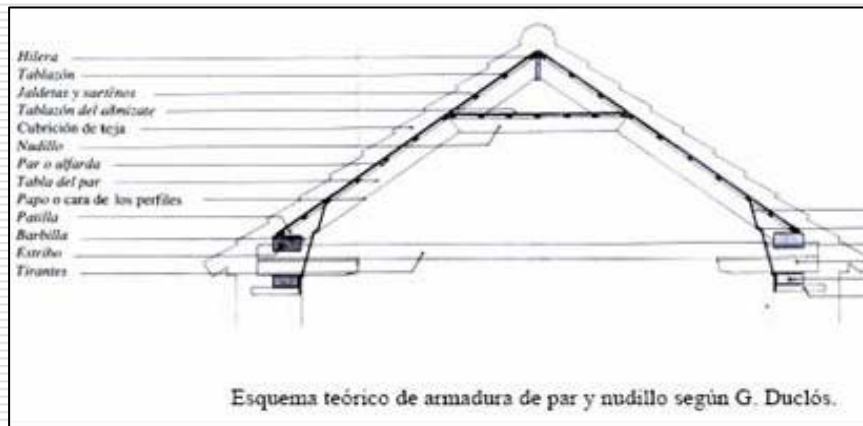 Hilera
Tablazón
Jaldetas y saetinos
Tablazón del almizate
Cubrición de teja
Nudillo
Par o alfarda
Tabla del par
Papo o cara de los perfiles
Patilla
Barbilla
Estribo
Tirantes
Esquema teórico de armadura de par y nudillo según G. Duclós.